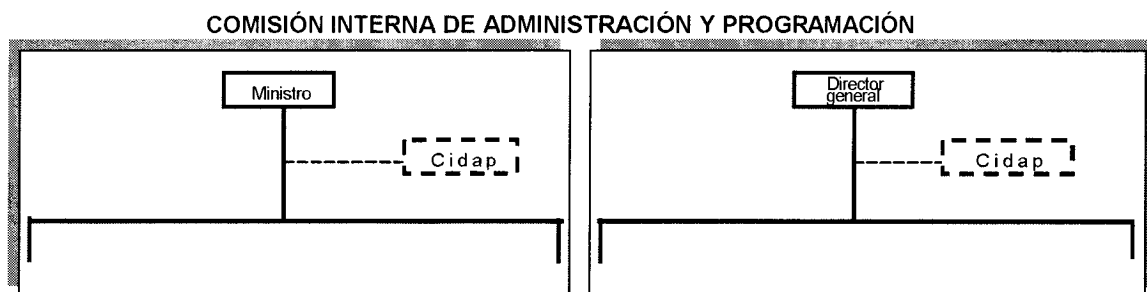 COMISIÓN INTERNA DE ADMINISTRACIÓN Y PROGRAMACIÓN
Ministro
Cidap
Director
general
Cidap